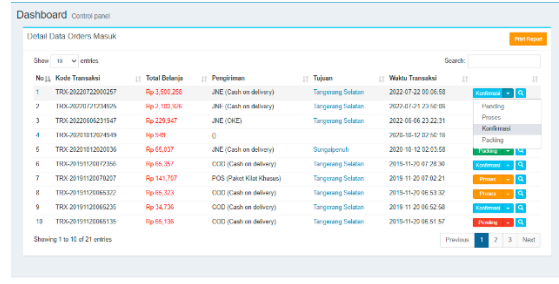 Dashboard Control panel
Detail Data Orders Masuk
Print Report
Show 10 entries Search:
No Kode Transaksi Total Belanja Pengiriman Tujuan Waktu Transaksi
1 TRX-20220722000257 Rp 3,500,258 JNE (Cash on delivery) Tangerang Selatan 2022-07-22 00:06:58 Konfirmasi
2 TRX-20220721234925 Rp 2,100,926 JNE (Cash on delivery) Tangerang Selatan 2022-07-21 23:50:08
3 TRX-20220606231947 Rp 229,947 JNE (OKE) Tangerang Selatan 2022-06-06 23:22:31
4 TRX-20201012024949 Rp 949 () 2020-10-12 02:50:16
5 TRX-20201012020036 Rp 65,037 JNE (Cash on delivery) Sungaipenuh 2020-10-12 02:03:58 Packing
6 TRX-20191120072356 Rp 65,357 COD (Cash on delivery) Tangerang Selatan 2019-11-20 07:28:30 Konfirmasi
7 TRX-20191120070207 Rp 141,707 POS (Paket Kilat Khusus) Tangerang Selatan 2019-11-20 07:02:21 Proses
8 TRX-20191120065322 Rp 65,323 COD (Cash on delivery) Tangerang Selatan 2019-11-20 06:53:32 Proses
9 TRX-20191120065235 Rp 34,736 COD (Cash on delivery) Tangerang Selatan 2019-11-20 06:52:58 Konfirmasi
10 TRX-20191120065135 Rp 65,136 COD (Cash on delivery) Tangerang Selatan 2019-11-20 06:51:57 Pending
Pending
Proses
Konfirmasi
Packing
Showing 1 to 10 of 21 entries
Previous 1 2 3 Next